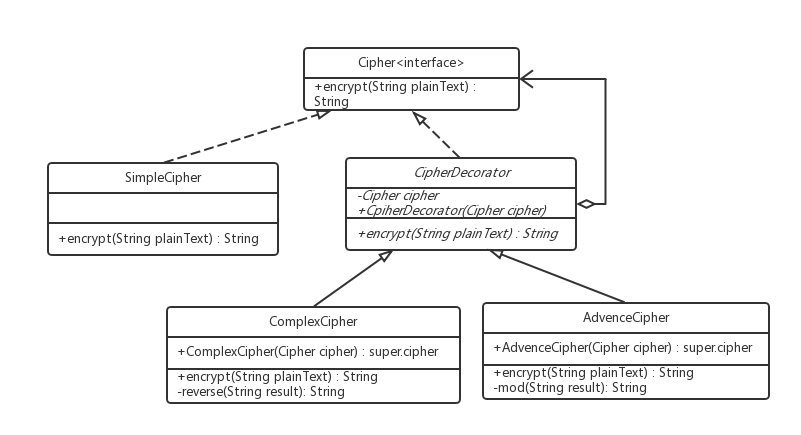 Cipher<interface>
+encrypt(String plainText) :
String
SimpleCipher
+encrypt(String plainText) : String
CipherDecorator
-Cipher cipher
+CpiherDecorator(Cipher cipher)
+encrypt(String plainText) : String
ComplexCipher
+ComplexCipher(Cipher cipher) : super.cipher
+encrypt(String plainText) : String
-reverse(String result): String
AdvenceCipher
+AdvenceCipher(Cipher cipher) : super.cipher
+encrypt(String plainText) : String
-mod(String result): String